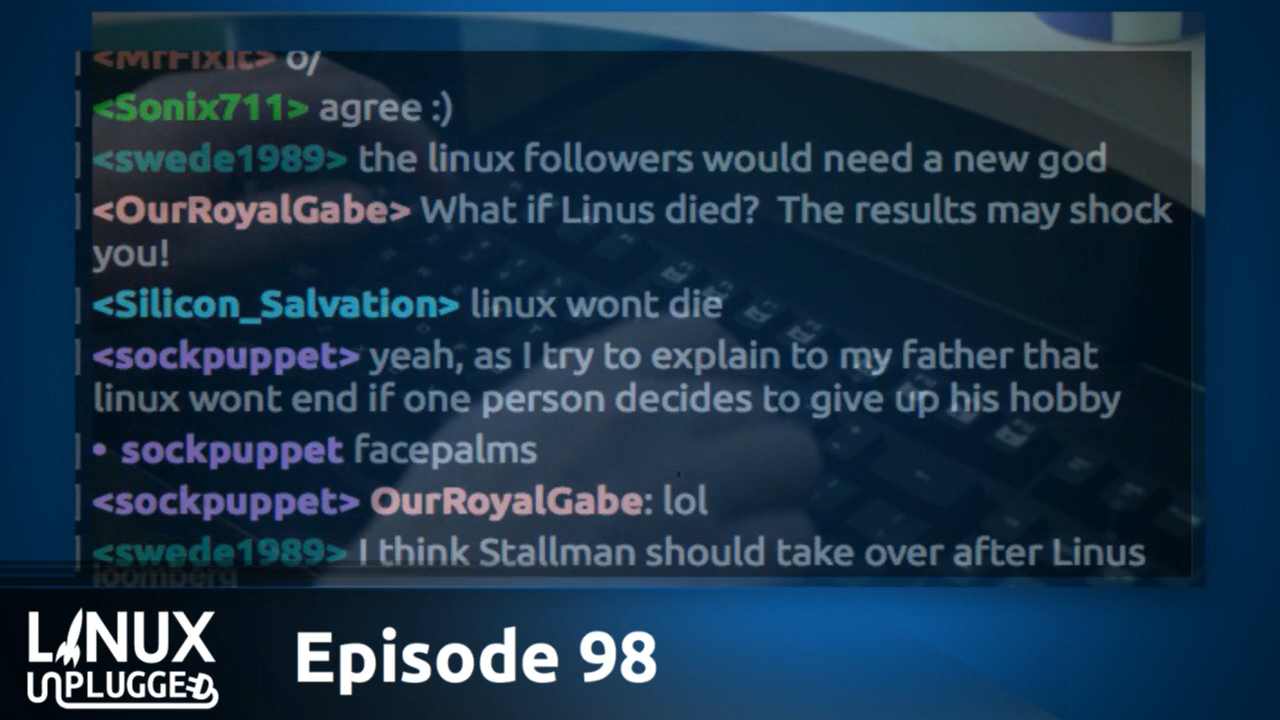 <MrFixit> o/
<Sonix711> agree :)
<swede1989> the linux followers would need a new god
<OurRoyalGabe> What if Linus died? The results may shock
you!
<Silicon_Salvation> linux wont die
<sockpuppet> yeah, as I try to explain to my father that
linux wont end if one person decides to give up his hobby
• sockpuppet facepalms
<sockpuppet> OurRoyalGabe: lol
<swede1989> I think Stallman should take over after Linus
loomberg
LINUX
UNPLUGGED
Episode 98